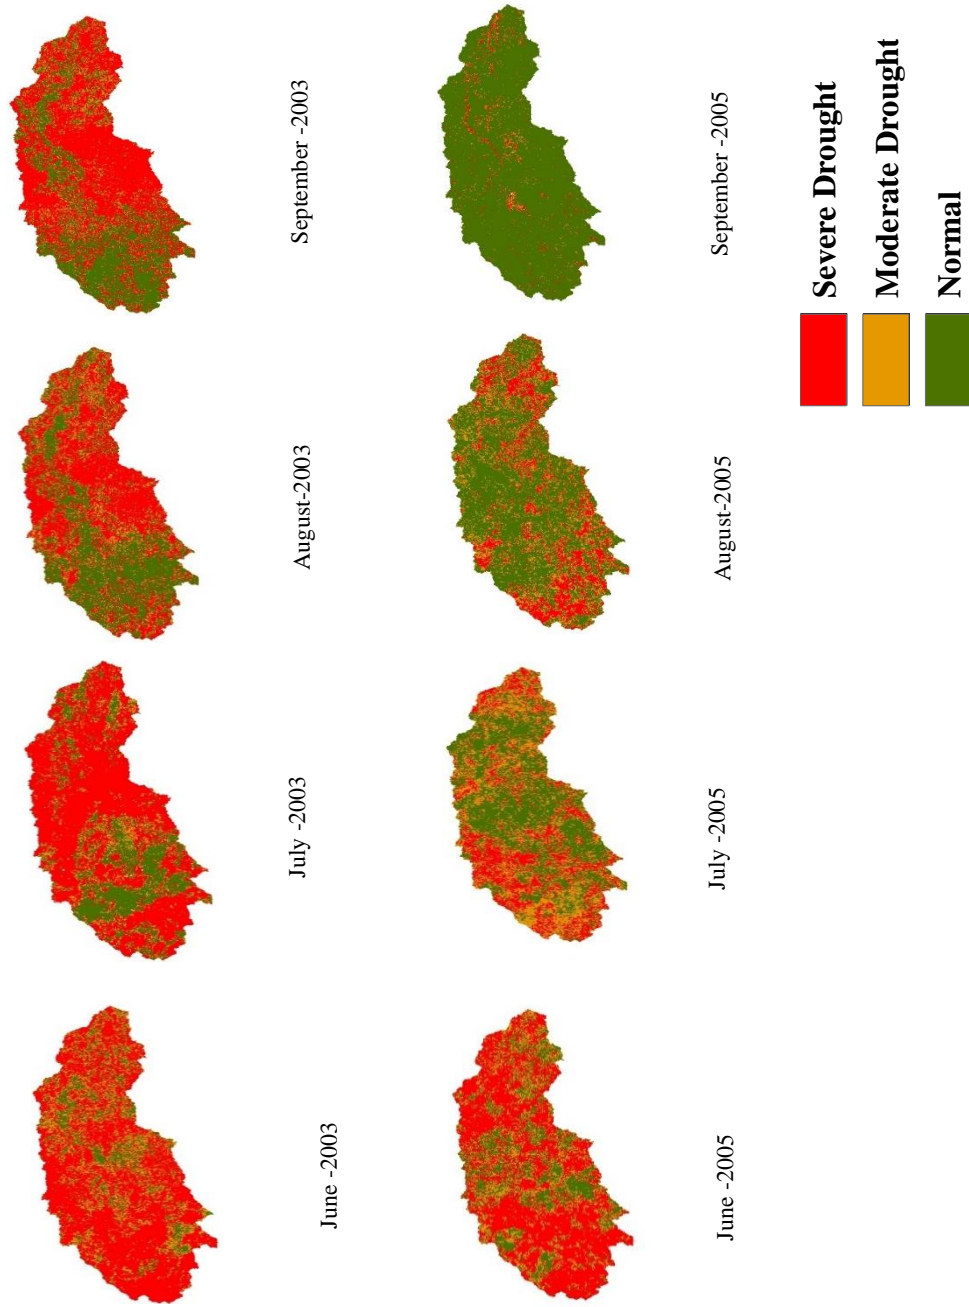 June -2003
July -2003
August-2003
September -2003
June -2005
July -2005
August-2005
September -2005
Severe Drought
Moderate Drought
Normal